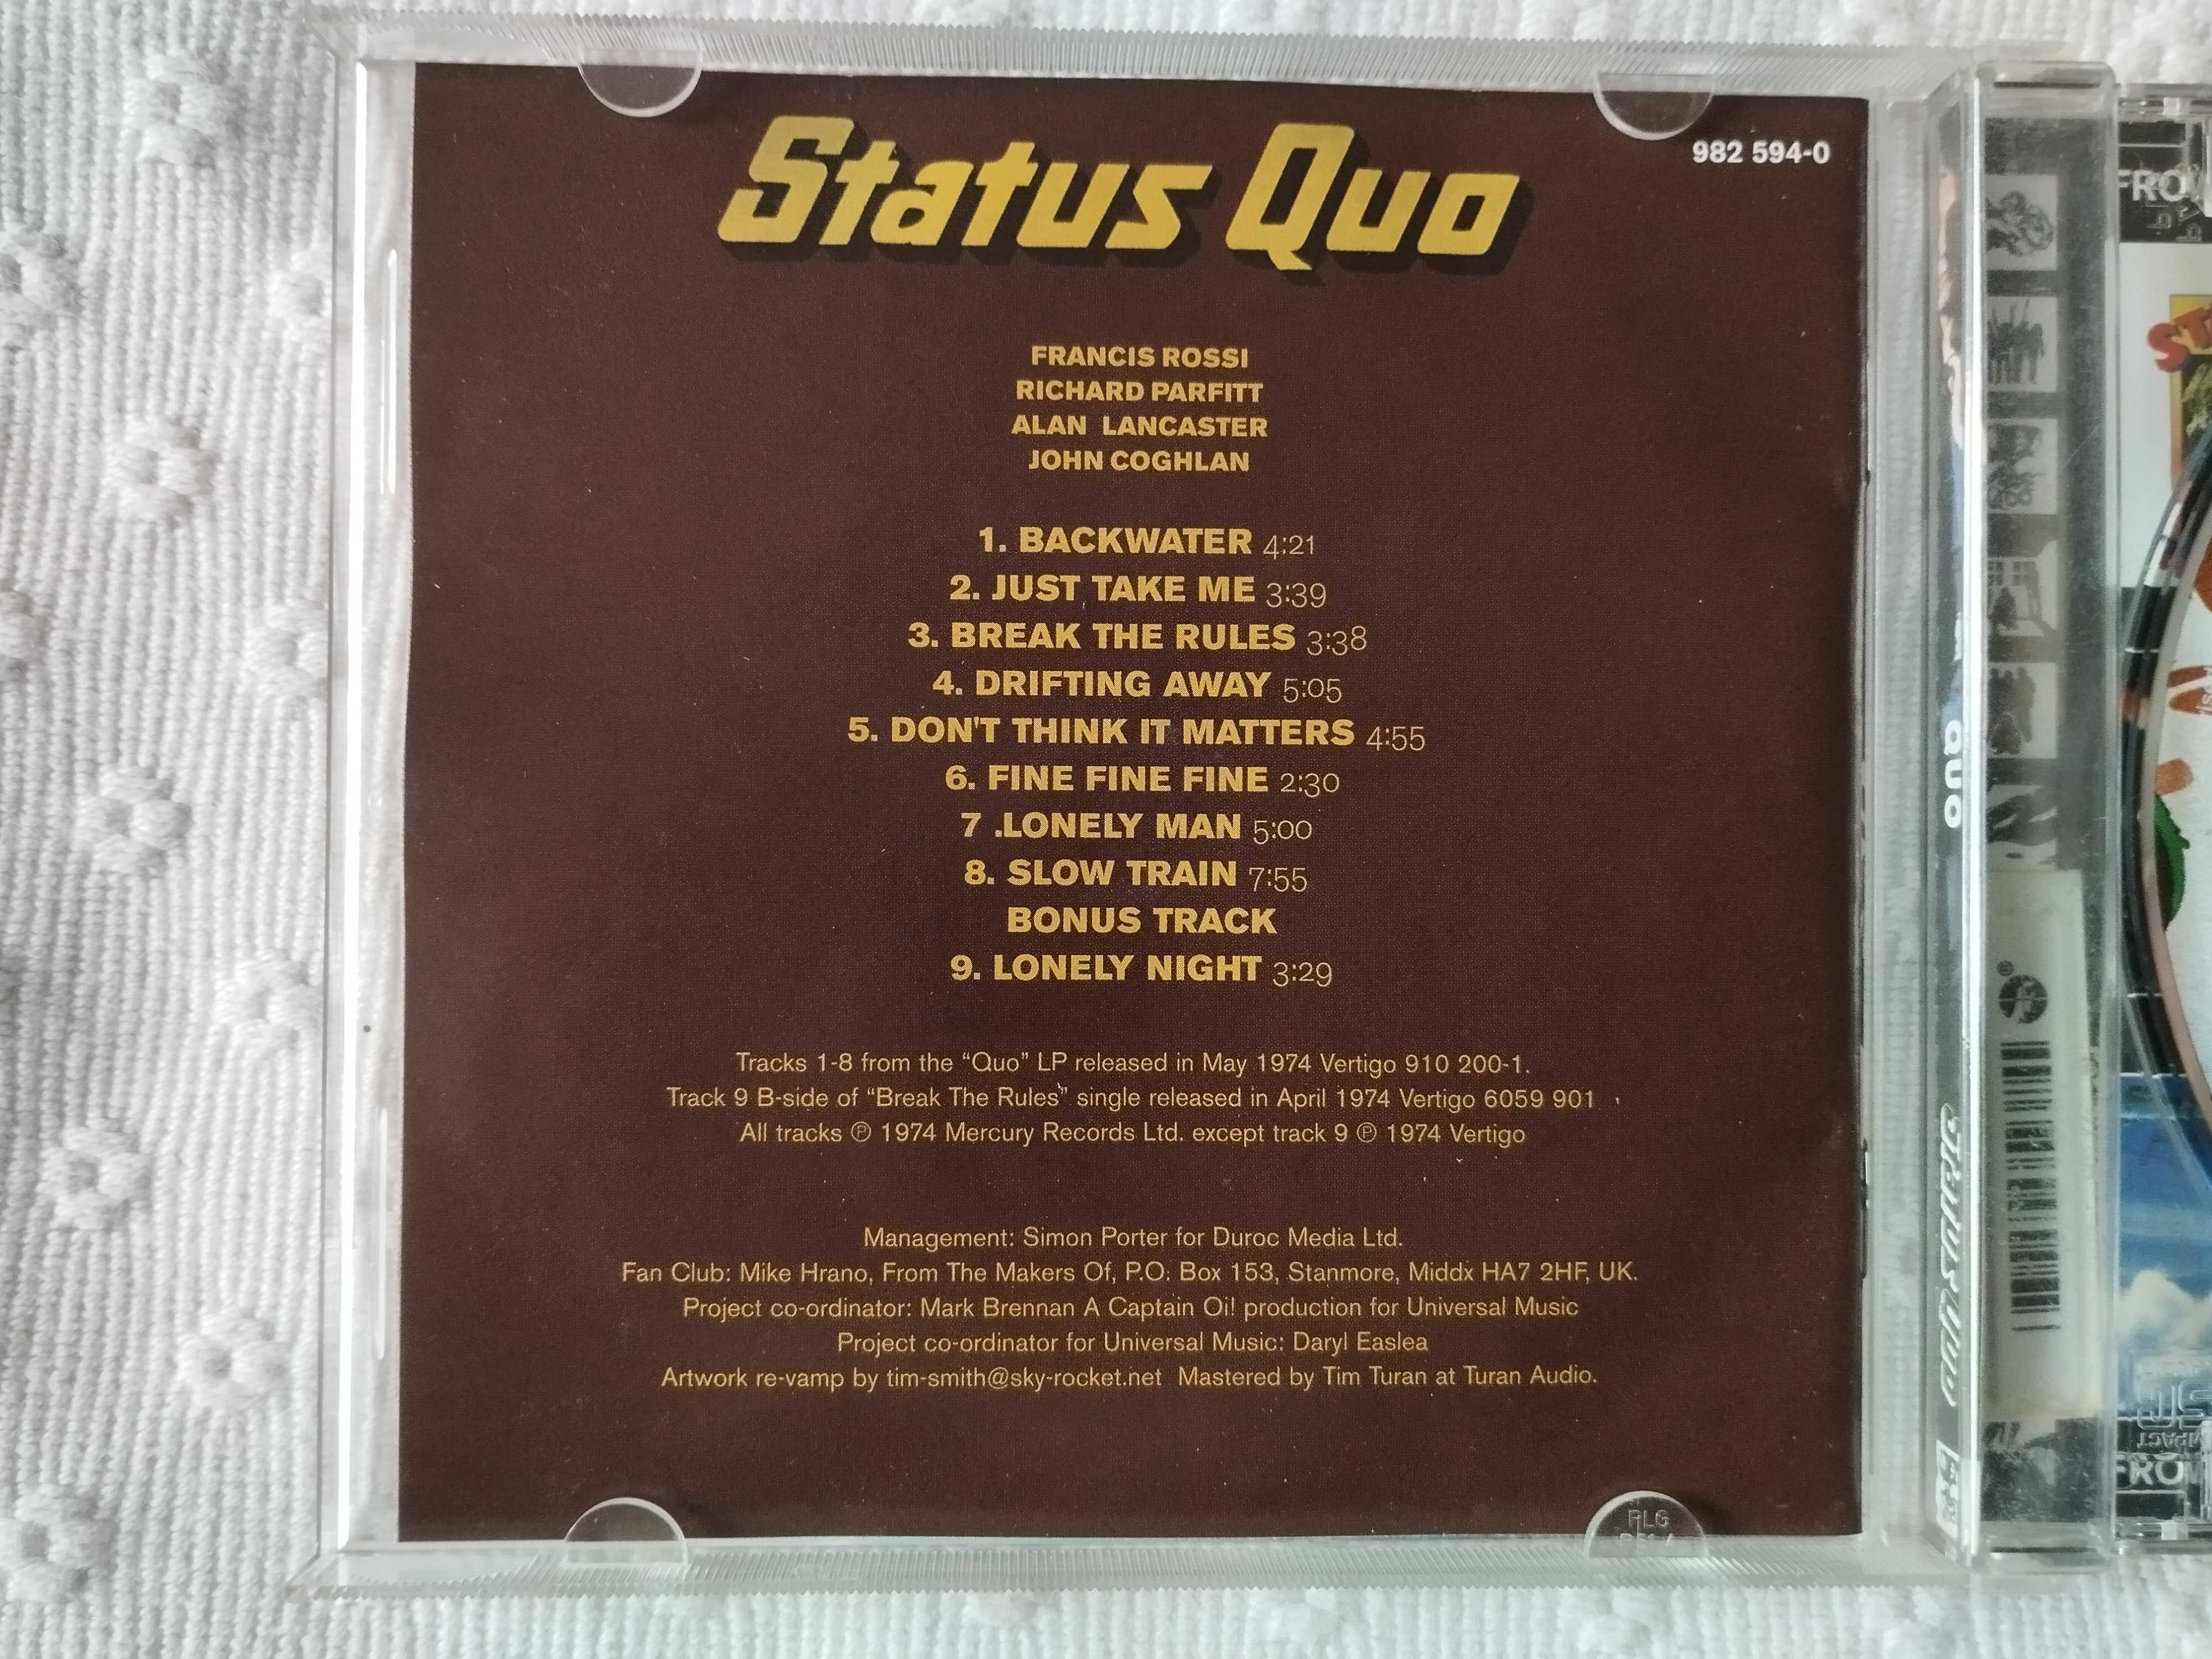 Status Quo
982 594-0
FRANCIS ROSSI
RICHARD PARFITT
ALAN LANCASTER
JOHN COGHLAN
1. BACKWATER 4:21
2. JUST TAKE ME 3:39
3. BREAK THE RULES 3:38
4. DRIFTING AWAY 5:05
5. DON'T THINK IT MATTERS 4:55
6. FINE FINE FINE 2:30
7 .LONELY MAN 5:00
8. SLOW TRAIN 7:55
BONUS TRACK
9. LONELY NIGHT 3:29
Tracks 1-8 from the “Quo” LP released in May 1974 Vertigo 910 200-1.
Track 9 B-side of “Break The Rules” single released in April 1974 Vertigo 6059 901
All tracks ℗ 1974 Mercury Records Ltd. except track 9 ℗ 1974 Vertigo
Management: Simon Porter for Duroc Media Ltd.
Fan Club: Mike Hrano, From The Makers Of, P.O. Box 153, Stanmore, Middx HA7 2HF, UK.
Project co-ordinator: Mark Brennan A Captain Oi! production for Universal Music
Project co-ordinator for Universal Music: Daryl Easlea
Artwork re-vamp by tim-smith@sky-rocket.net Mastered by Tim Turan at Turan Audio.
QUO